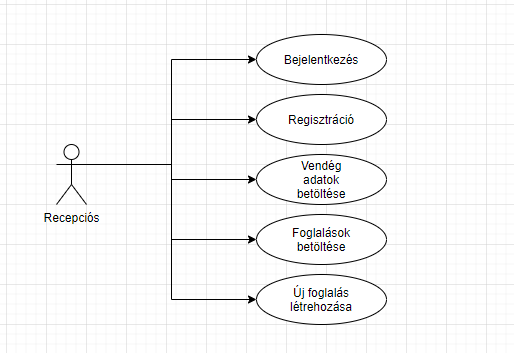 Bejelentkezés
Regisztráció
Vendég
adatok
betöltése
Recepciós
Foglalások
betöltése
Új foglalás
létrehozása